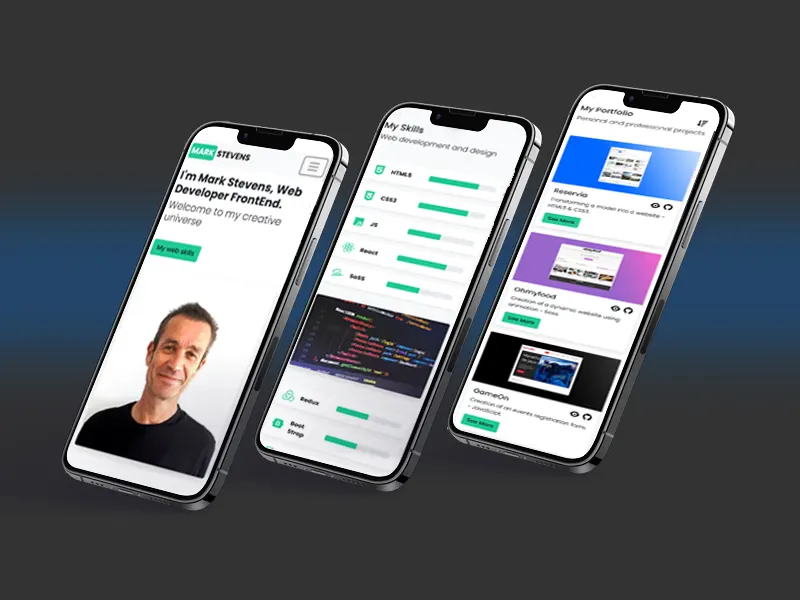 MARK STEVENS
I'm Mark Stevens, Web
Developer FrontEnd.
Welcome to my creative
universe
My web skills
My Skills
Web development and design
HTML5
CSS3
JS
React
SaSS
Redux
Boot
Strap
My Portfolio
Personal and professional projects
Reservia
Transforming a model into a website -
HTML5 & CSS3
See More
Ohmyfood
Creation of a dynamic website using
animation - Sass
See More
GameOn
Creation of an events registration form
- JavaScript
See More